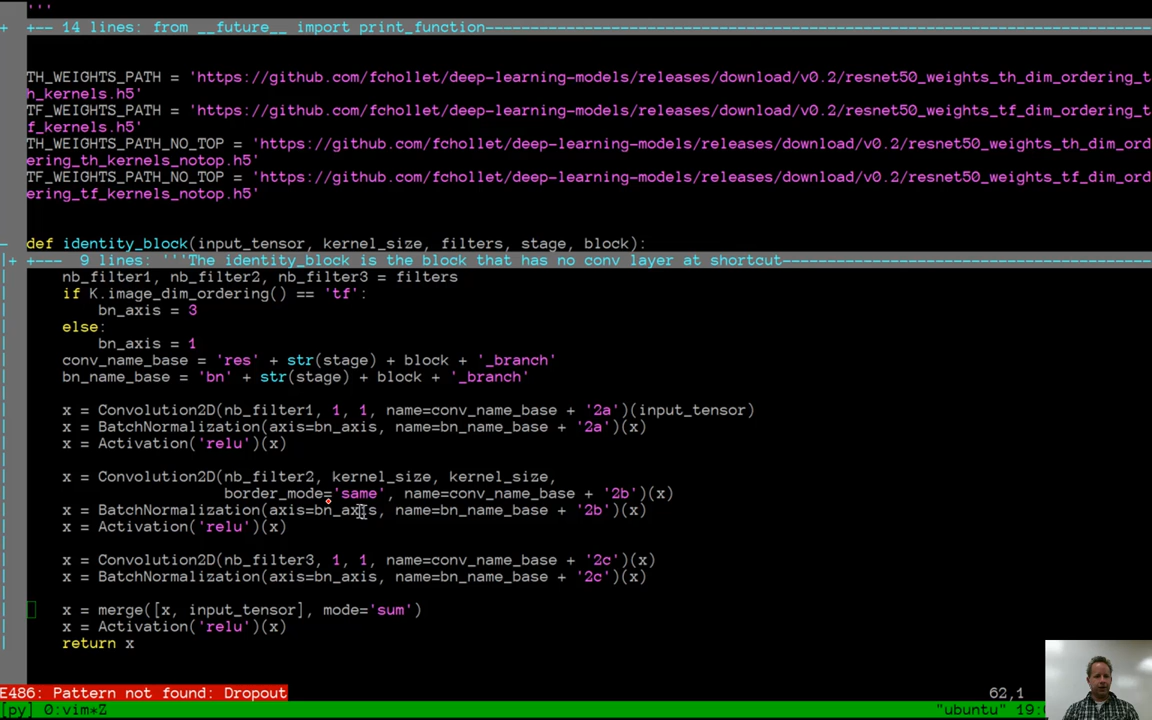 '''
+ +-- 14 lines: from __future__ import print_function
TH_WEIGHTS_PATH = 'https://github.com/fchollet/deep-learning-models/releases/download/v0.2/resnet50_weights_th_dim_ordering_t
h_kernels.h5'
TF_WEIGHTS_PATH = 'https://github.com/fchollet/deep-learning-models/releases/download/v0.2/resnet50_weights_tf_dim_ordering_t
f_kernels.h5'
TH_WEIGHTS_PATH_NO_TOP = 'https://github.com/fchollet/deep-learning-models/releases/download/v0.2/resnet50_weights_th_dim_ord
ering_th_kernels_notop.h5'
TF_WEIGHTS_PATH_NO_TOP = 'https://github.com/fchollet/deep-learning-models/releases/download/v0.2/resnet50_weights_tf_dim_ord
ering_tf_kernels_notop.h5'
- def identity_block(input_tensor, kernel_size, filters, stage, block):
|+ +--- 9 lines: '''The identity_block is the block that has no conv layer at shortcut
nb_filter1, nb_filter2, nb_filter3 = filters
if K.image_dim_ordering() == 'tf':
bn_axis = 3
else:
bn_axis = 1
conv_name_base = 'res' + str(stage) + block + '_branch'
bn_name_base = 'bn' + str(stage) + block + '_branch'
x = Convolution2D(nb_filter1, 1, 1, name=conv_name_base + '2a')(input_tensor)
x = BatchNormalization(axis=bn_axis, name=bn_name_base + '2a')(x)
x = Activation('relu')(x)
x = Convolution2D(nb_filter2, kernel_size, kernel_size,
border_mode='same', name=conv_name_base + '2b')(x)
x = BatchNormalization(axis=bn_axis, name=bn_name_base + '2b')(x)
x = Activation('relu')(x)
x = Convolution2D(nb_filter3, 1, 1, name=conv_name_base + '2c')(x)
x = BatchNormalization(axis=bn_axis, name=bn_name_base + '2c')(x)
x = merge([x, input_tensor], mode='sum')
x = Activation('relu')(x)
return x
E486: Pattern not found: Dropout 62,1
[py] 0:vim*Z "ubuntu" 19: